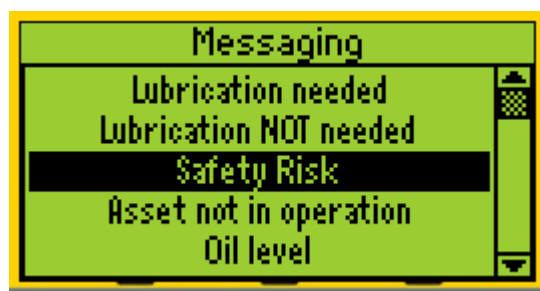 Messaging
Lubrication needed
Lubrication NOT needed
Safety Risk
Asset not in operation
Oil level